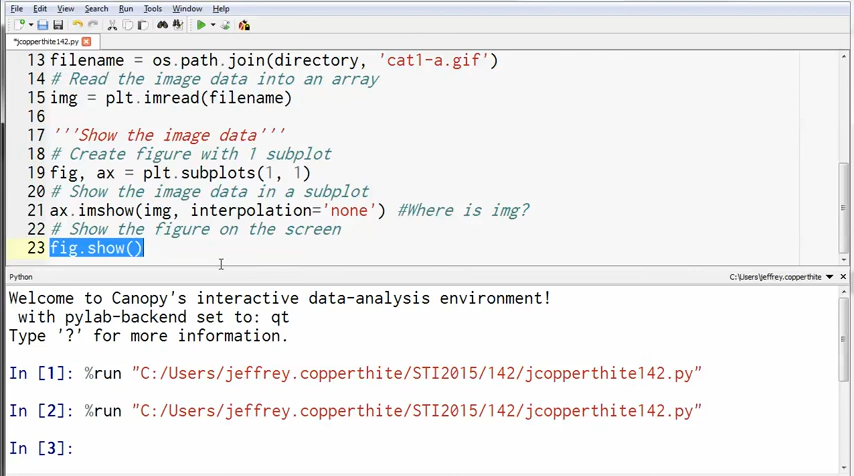 File Edit View Search Run Tools Window Help
*jcopperthite142.py
13 filename = os.path.join(directory, 'cat1-a.gif')
14 # Read the image data into an array
15 img = plt.imread(filename)
16
17 '''Show the image data'''
18 # Create figure with 1 subplot
19 fig, ax = plt.subplots(1, 1)
20 # Show the image data in a subplot
21 ax.imshow(img, interpolation='none') #Where is img?
22 # Show the figure on the screen
23 fig.show()
Python C:/Users/jeffrey.copperthite
Welcome to Canopy's interactive data-analysis environment!
with pylab-backend set to: qt
Type '?' for more information.
In [1]: %run "C:/Users/jeffrey.copperthite/STI2015/142/jcopperthite142.py"
In [2]: %run "C:/Users/jeffrey.copperthite/STI2015/142/jcopperthite142.py"
In [3]: